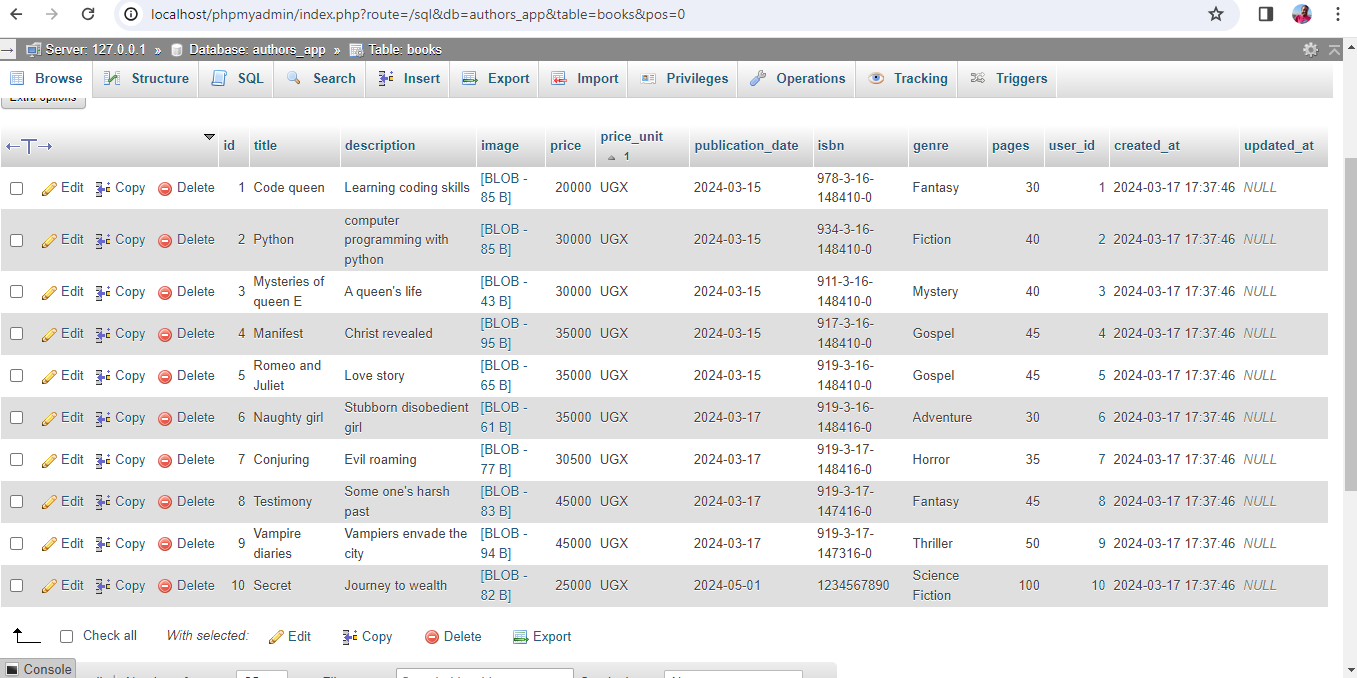 localhost/phpmyadmin/index.php?route=/sql&db=authors_app&table=books&pos=0
Server: 127.0.0.1 » Database: authors_app » Table: books
Browse Structure SQL Search Insert Export Import Privileges Operations Tracking Triggers
Extra options
id title description image price price_unit 1 publication_date isbn genre pages user_id created_at updated_at
Edit Copy Delete 1 Code queen Learning coding skills [BLOB - 85 B] 20000 UGX 2024-03-15 978-3-16-148410-0 Fantasy 30 1 2024-03-17 17:37:46 NULL
Edit Copy Delete 2 Python computer programming with python [BLOB - 85 B] 30000 UGX 2024-03-15 934-3-16-148410-0 Fiction 40 2 2024-03-17 17:37:46 NULL
Edit Copy Delete 3 Mysteries of queen E A queen's life [BLOB - 43 B] 30000 UGX 2024-03-15 911-3-16-148410-0 Mystery 40 3 2024-03-17 17:37:46 NULL
Edit Copy Delete 4 Manifest Christ revealed [BLOB - 95 B] 35000 UGX 2024-03-15 917-3-16-148410-0 Gospel 45 4 2024-03-17 17:37:46 NULL
Edit Copy Delete 5 Romeo and Juliet Love story [BLOB - 65 B] 35000 UGX 2024-03-15 919-3-16-148410-0 Gospel 45 5 2024-03-17 17:37:46 NULL
Edit Copy Delete 6 Naughty girl Stubborn disobedient girl [BLOB - 61 B] 35000 UGX 2024-03-17 919-3-16-148416-0 Adventure 30 6 2024-03-17 17:37:46 NULL
Edit Copy Delete 7 Conjuring Evil roaming [BLOB - 77 B] 30500 UGX 2024-03-17 919-3-17-148416-0 Horror 35 7 2024-03-17 17:37:46 NULL
Edit Copy Delete 8 Testimony Some one's harsh past [BLOB - 83 B] 45000 UGX 2024-03-17 919-3-17-147416-0 Fantasy 45 8 2024-03-17 17:37:46 NULL
Edit Copy Delete 9 Vampire diaries Vampiers envade the city [BLOB - 94 B] 45000 UGX 2024-03-17 919-3-17-147316-0 Thriller 50 9 2024-03-17 17:37:46 NULL
Edit Copy Delete 10 Secret Journey to wealth [BLOB - 82 B] 25000 UGX 2024-05-01 1234567890 Science Fiction 100 10 2024-03-17 17:37:46 NULL
Check all With selected: Edit Copy Delete Export
Console